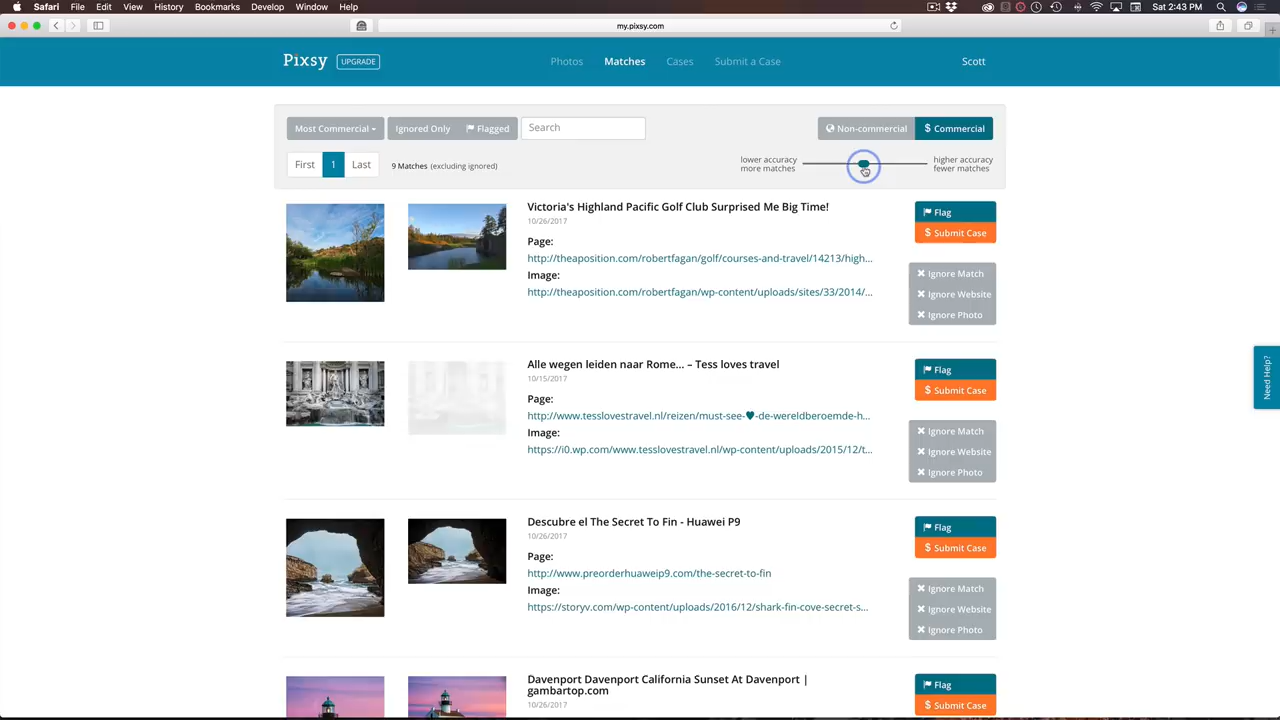 Safari File Edit View History Bookmarks Develop Window Help
Sat 2:43 PM
my.pixsy.com
Pixsy UPGRADE Photos Matches Cases Submit a Case Scott
Most Commercial Ignored Only Flagged Search Non-commercial $ Commercial
First 1 Last 9 Matches (excluding ignored)
lower accuracy
more matches
higher accuracy
fewer matches
Victoria's Highland Pacific Golf Club Surprised Me Big Time!
10/26/2017
Page:
http://theaposition.com/robertfagan/golf/courses-and-travel/14213/high...
Image:
http://theaposition.com/robertfagan/wp-content/uploads/sites/33/2014/...
Flag
$ Submit Case
Ignore Match
Ignore Website
Ignore Photo
Alle wegen leiden naar Rome... – Tess loves travel
10/15/2017
Page:
http://www.tesslovestravel.nl/reizen/must-see-♥-de-wereldberoemde-h...
Image:
https://i0.wp.com/www.tesslovestravel.nl/wp-content/uploads/2015/12/t...
Flag
$ Submit Case
Ignore Match
Ignore Website
Ignore Photo
Need Help?
Descubre el The Secret To Fin - Huawei P9
10/26/2017
Page:
http://www.preorderhuaweip9.com/the-secret-to-fin
Image:
https://storyv.com/wp-content/uploads/2016/12/shark-fin-cove-secret-s...
Flag
$ Submit Case
Ignore Match
Ignore Website
Ignore Photo
Davenport Davenport California Sunset At Davenport |
gambartop.com
10/26/2017
Flag
$ Submit Case